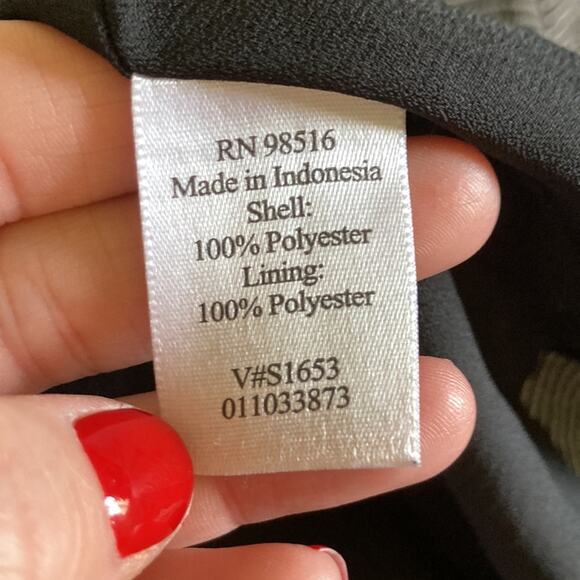 RN 98516
Made in Indonesia
Shell:
100% Polyester
Lining:
100% Polyester
V#S1653
011033873